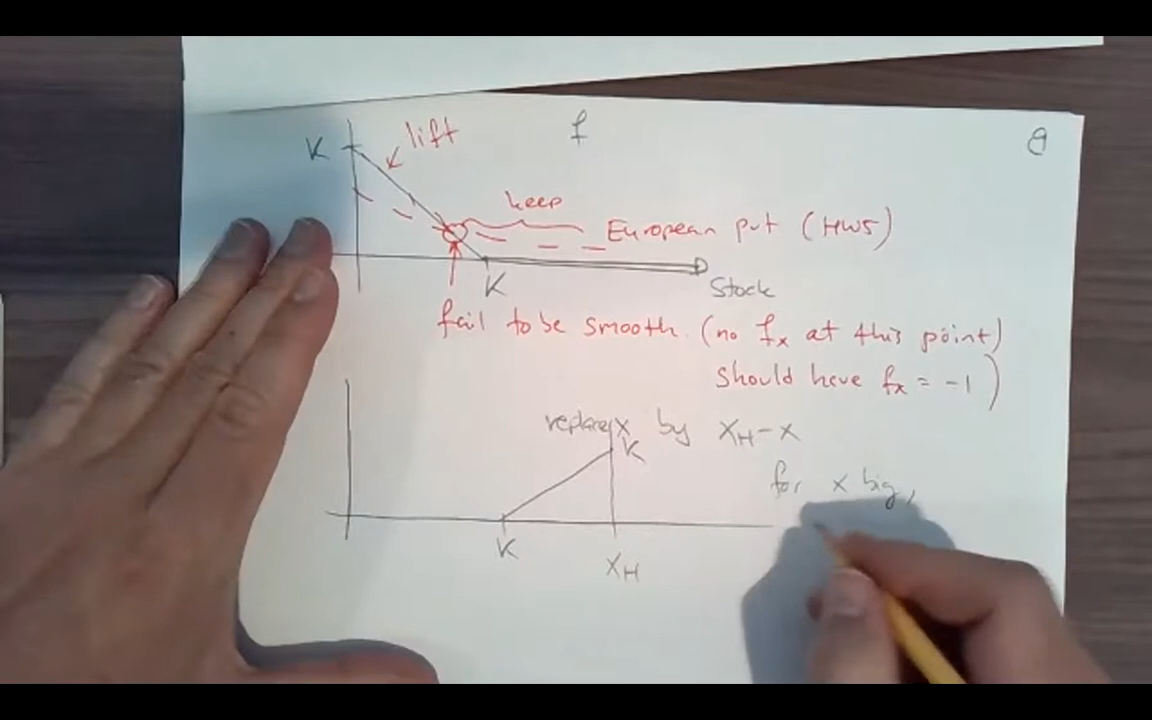 f
8
lift
K
keep
European put (HW5)
K
Stock
fail to be smooth. (no fx at this point)
should have fx = -1)
replace x by xH-x
K
for x big,
K
xH